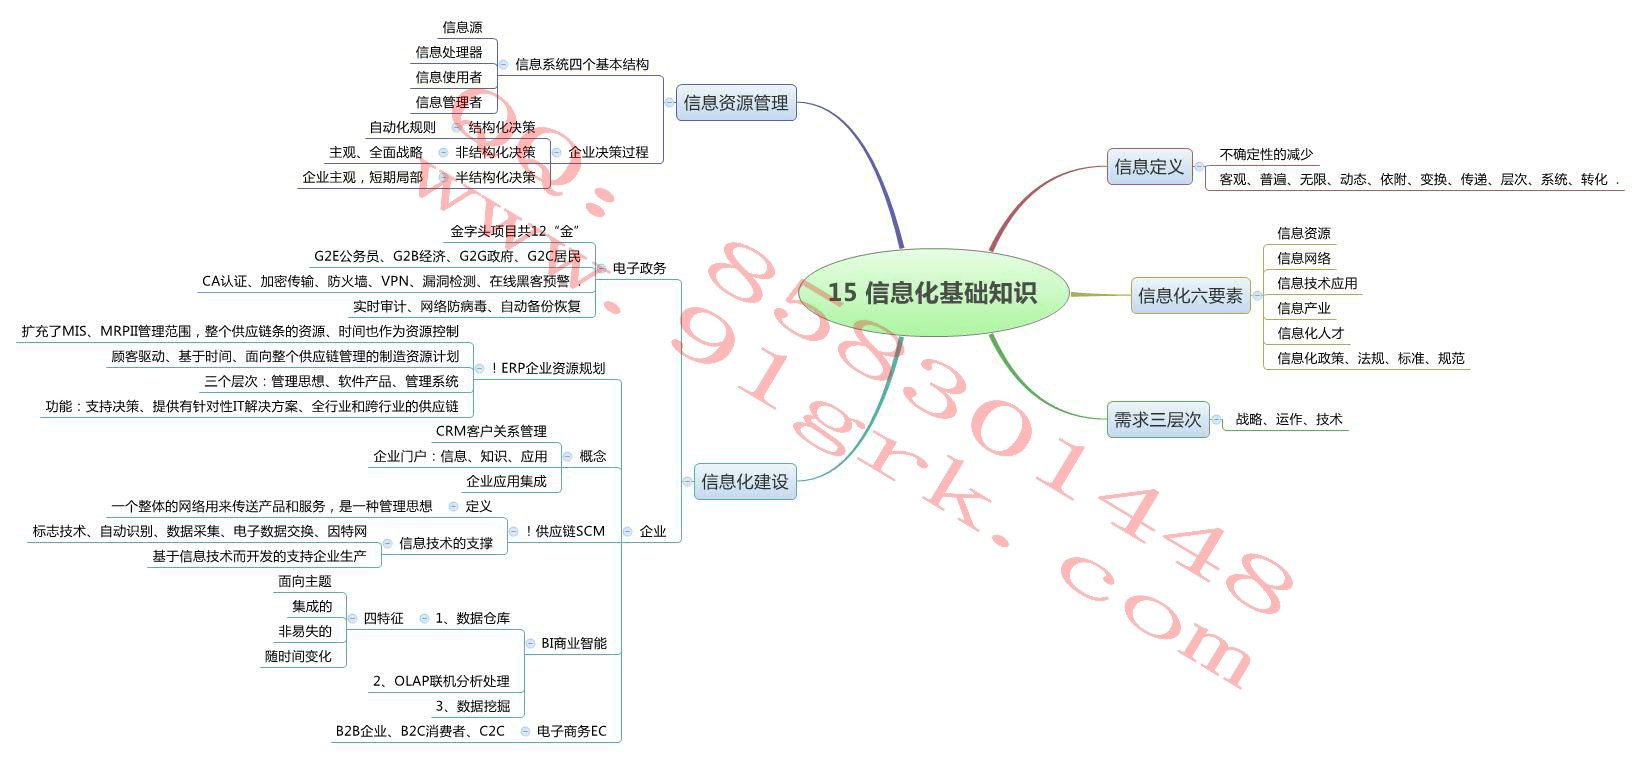 15 信息化基础知识
信息资源管理
信息系统四个基本结构
信息源
信息处理器
信息使用者
信息管理者
企业决策过程
结构化决策
自动化规则
非结构化决策
主观、全面战略
半结构化决策
企业主观，短期局部
信息定义
不确定性的减少
客观、普遍、无限、动态、依附、变换、传递、层次、系统、转化 .
信息化六要素
信息资源
信息网络
信息技术应用
信息产业
信息化人才
信息化政策、法规、标准、规范
需求三层次
战略、运作、技术
信息化建设
电子政务
金字头项目共12“金”
G2E公务员、G2B经济、G2G政府、G2C居民
CA认证、加密传输、防火墙、VPN、漏洞检测、在线黑客预警 .
实时审计、网络防病毒、自动备份恢复
企业
！ERP企业资源规划
扩充了MIS、MRPII管理范围，整个供应链条的资源、时间也作为资源控制
顾客驱动、基于时间、面向整个供应链管理的制造资源计划
三个层次：管理思想、软件产品、管理系统
功能：支持决策、提供有针对性IT解决方案、全行业和跨行业的供应链
概念
CRM客户关系管理
企业门户：信息、知识、应用
企业应用集成
！供应链SCM
定义
一个整体的网络用来传送产品和服务，是一种管理思想
信息技术的支撑
标志技术、自动识别、数据采集、电子数据交换、因特网
基于信息技术而开发的支持企业生产
BI商业智能
1、数据仓库
四特征
面向主题
集成的
非易失的
随时间变化
2、OLAP联机分析处理
3、数据挖掘
电子商务EC
B2B企业、B2C消费者、C2C
QQ: 858301448
www.91grk.com